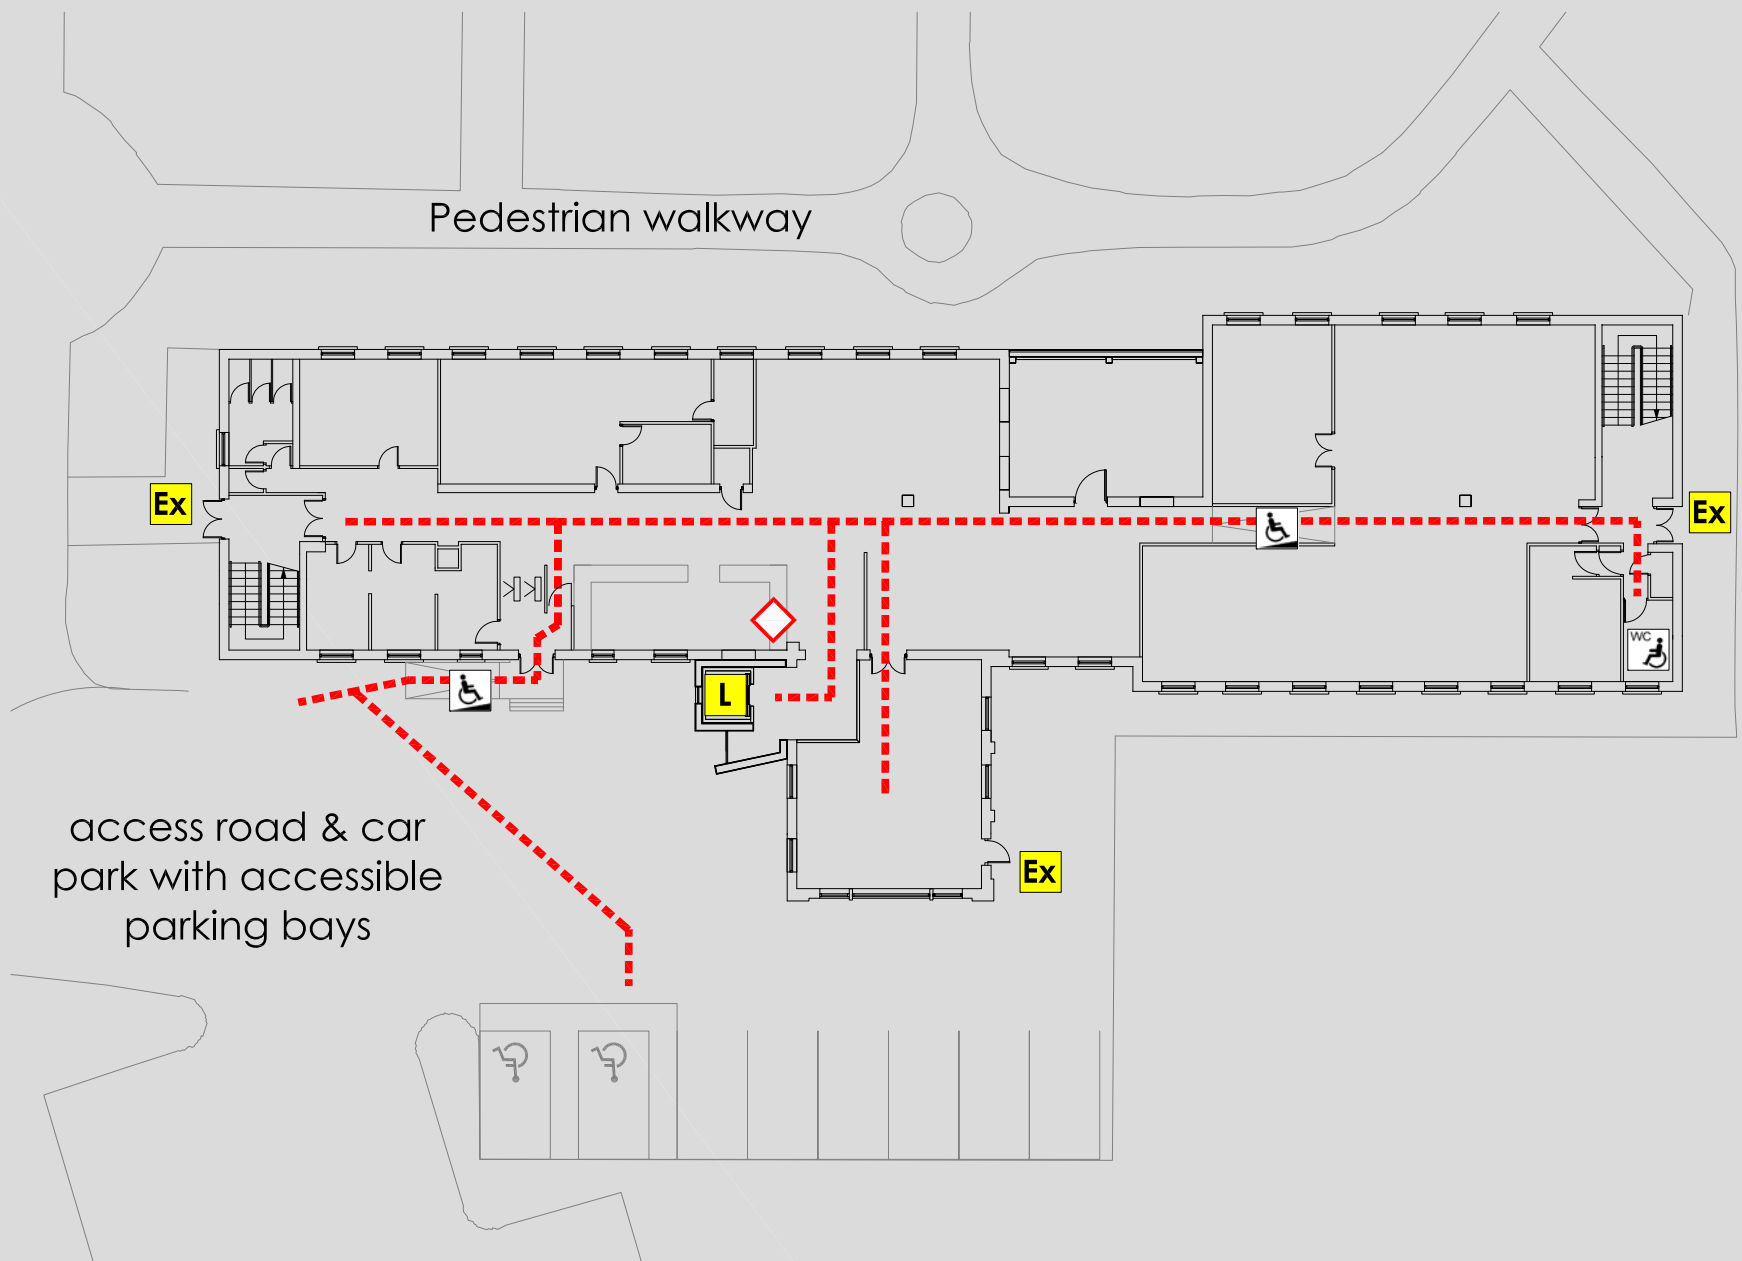 Pedestrian walkway
Ex
Ex
WC
L
access road & car
park with accessible
parking bays
Ex